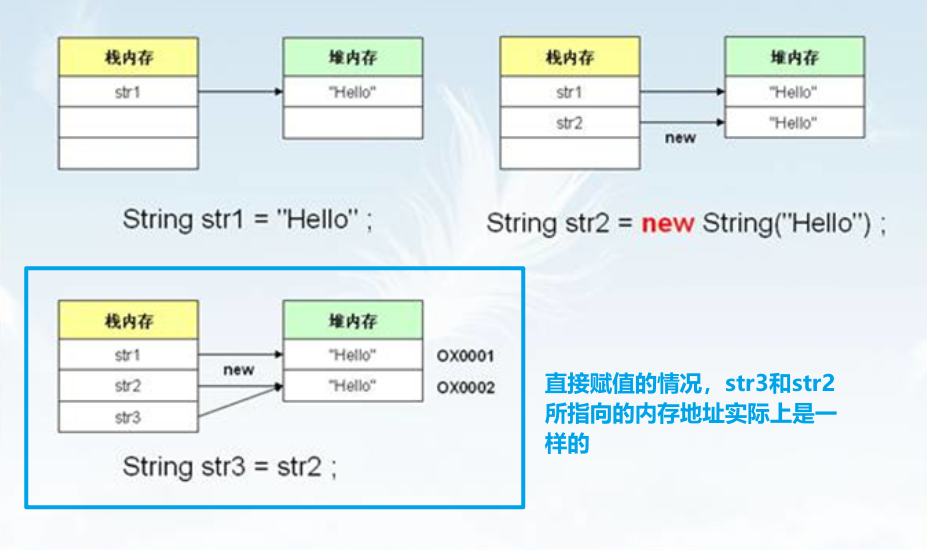 栈内存
堆内存
str1
"Hello"
String str1 = "Hello" ;
栈内存
堆内存
str1
"Hello"
str2
"Hello"
new
String str2 = new String("Hello") ;
栈内存
堆内存
str1
"Hello"
OX0001
new
str2
"Hello"
OX0002
str3
String str3 = str2 ;
直接赋值的情况，str3和str2
所指向的内存地址实际上是一
样的